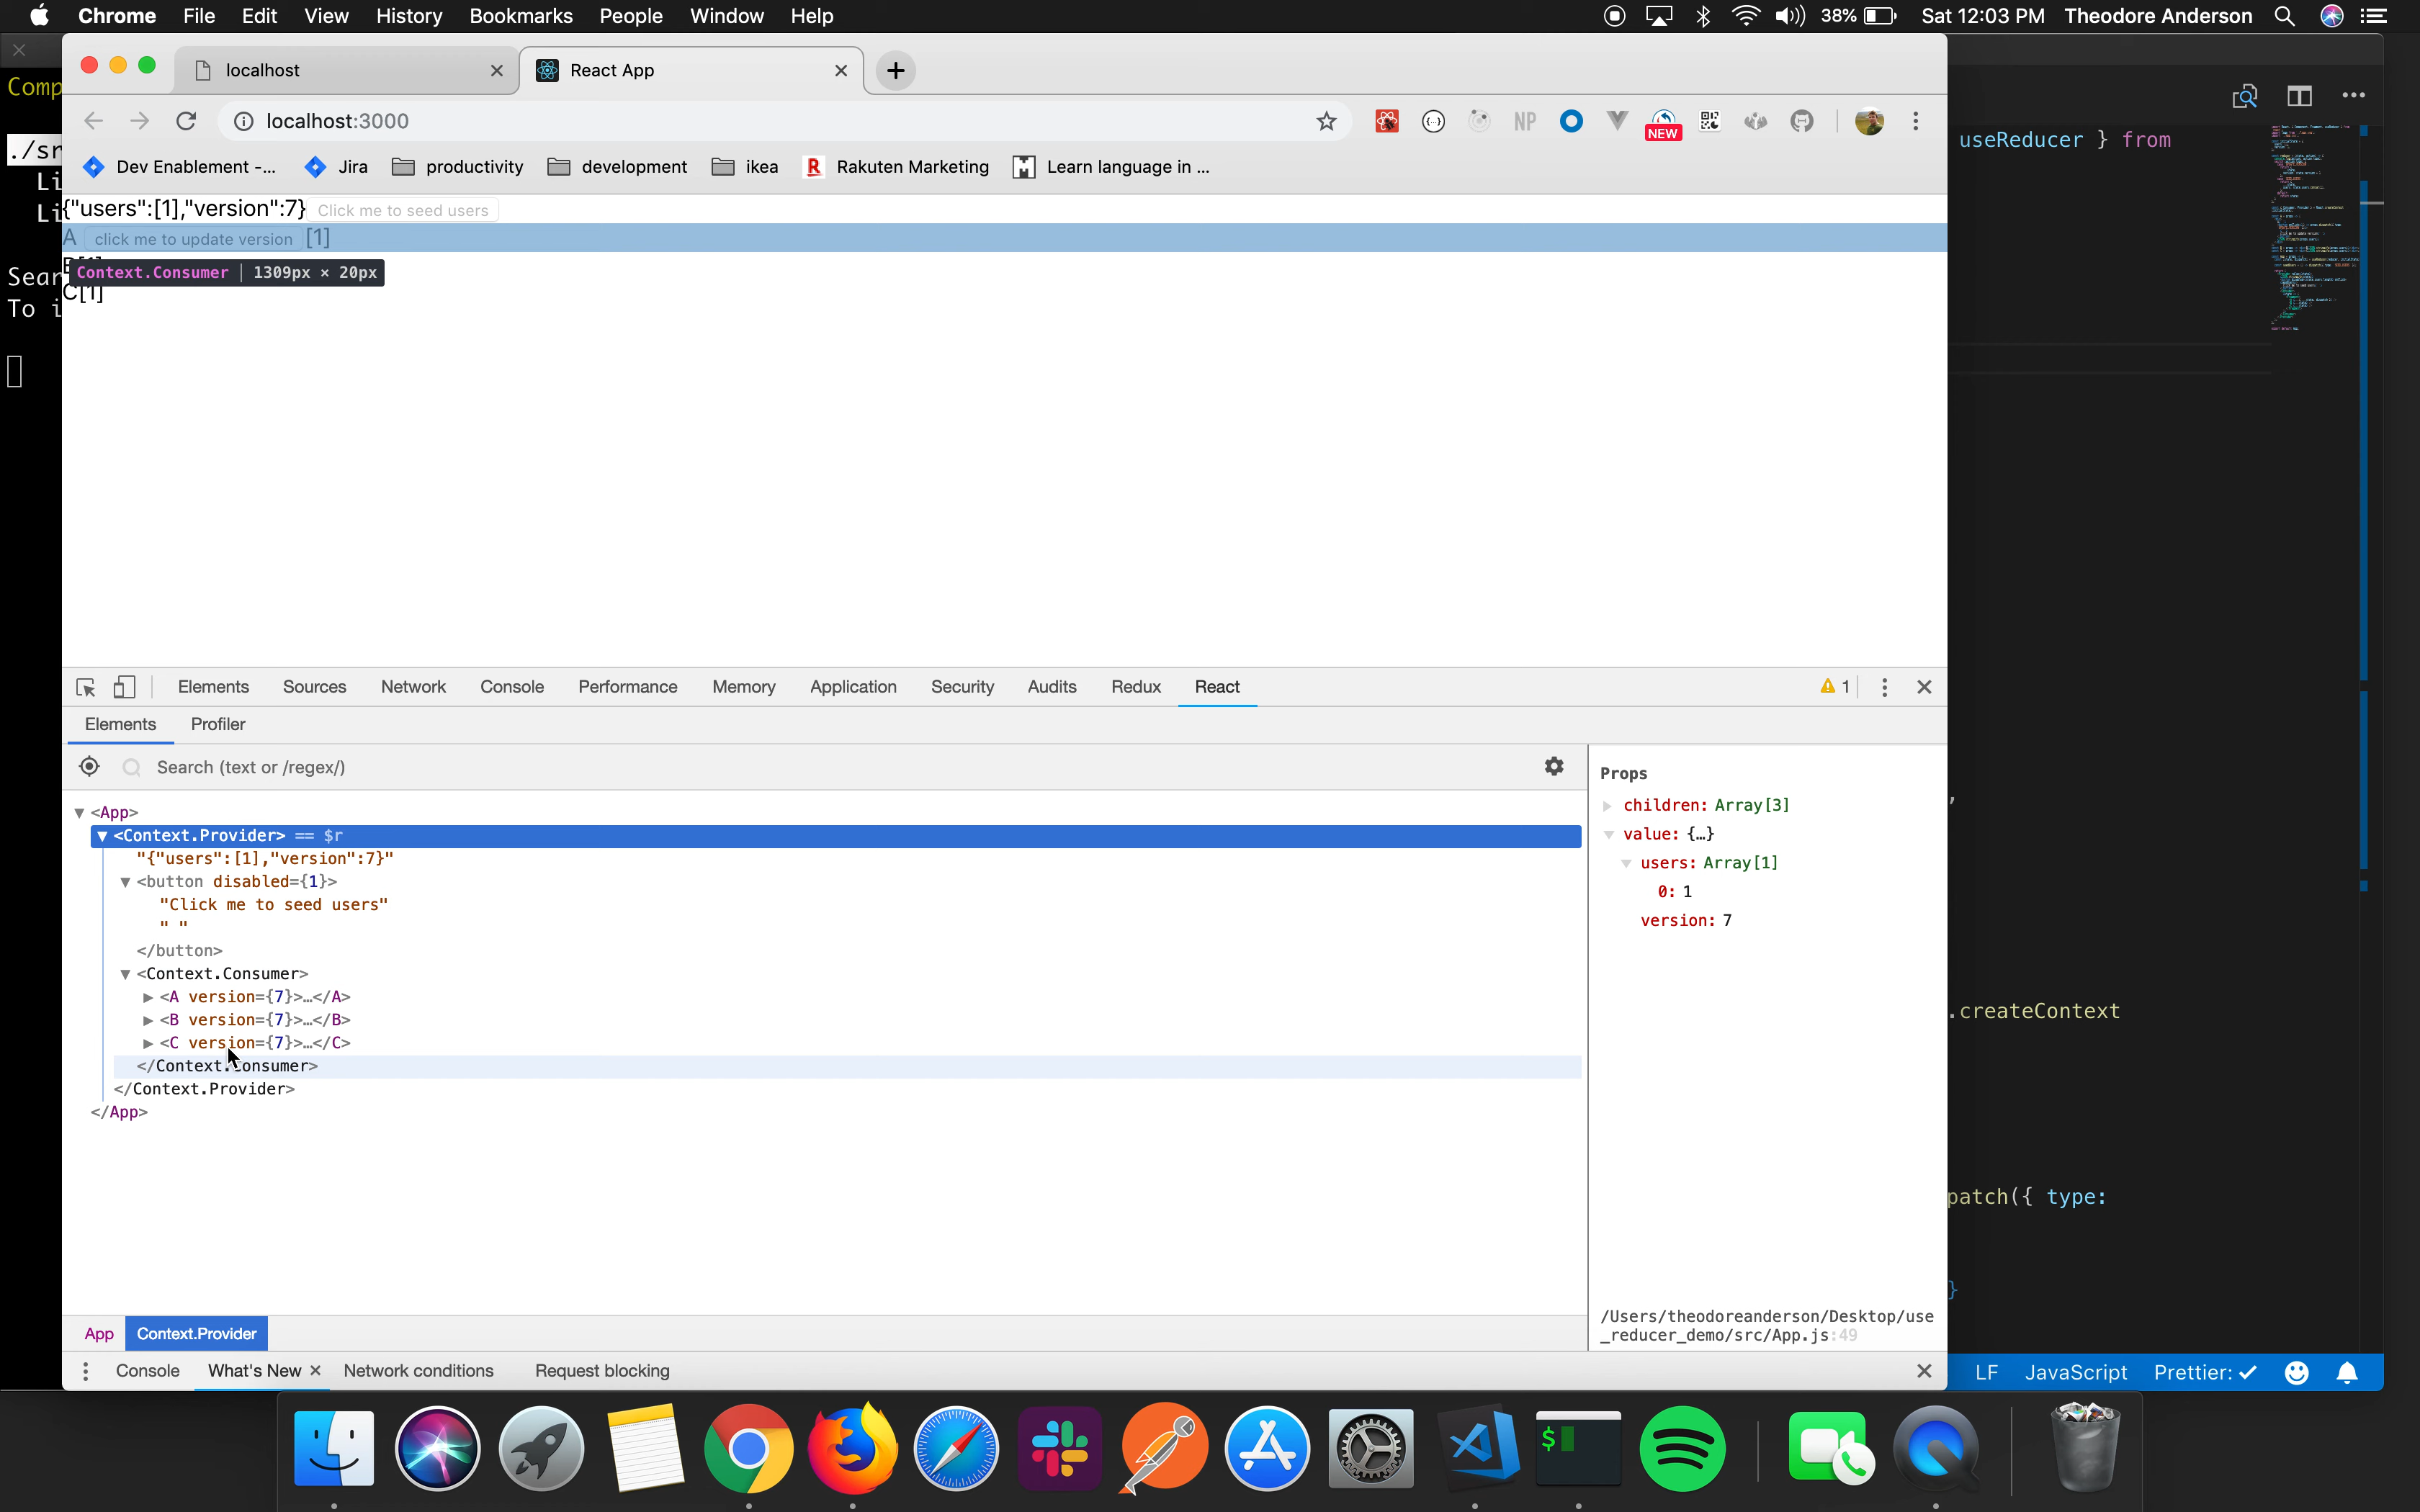 Chrome File Edit View History Bookmarks People Window Help 38% Sat 12:03 PM Theodore Anderson
localhost React App
Comp
localhost:3000 NP NEW
useReducer } from
./sr
Dev Enablement -... Jira productivity development ikea R Rakuten Marketing Learn language in ...
Li
Li
{"users":[1],"version":7} Click me to seed users
A click me to update version [1]
Sear
Context.Consumer 1309px × 20px
C[1]
To i
Elements Sources Network Console Performance Memory Application Security Audits Redux React 1
Elements Profiler
Search (text or /regex/)
<App>
<Context.Provider> == $r
"{"users":[1],"version":7}"
<button disabled={1}>
"Click me to seed users"
" "
</button>
<Context.Consumer>
<A version={7}>…</A>
<B version={7}>…</B>
<C version={7}>…</C>
</Context.Consumer>
</Context.Provider>
</App>
Props
children: Array[3]
value: {…}
users: Array[1]
0: 1
version: 7
,
.createContext
patch({ type:
}
/Users/theodoreanderson/Desktop/use
_reducer_demo/src/App.js:49
App Context.Provider
Console What's New Network conditions Request blocking
LF JavaScript Prettier: ✓
$